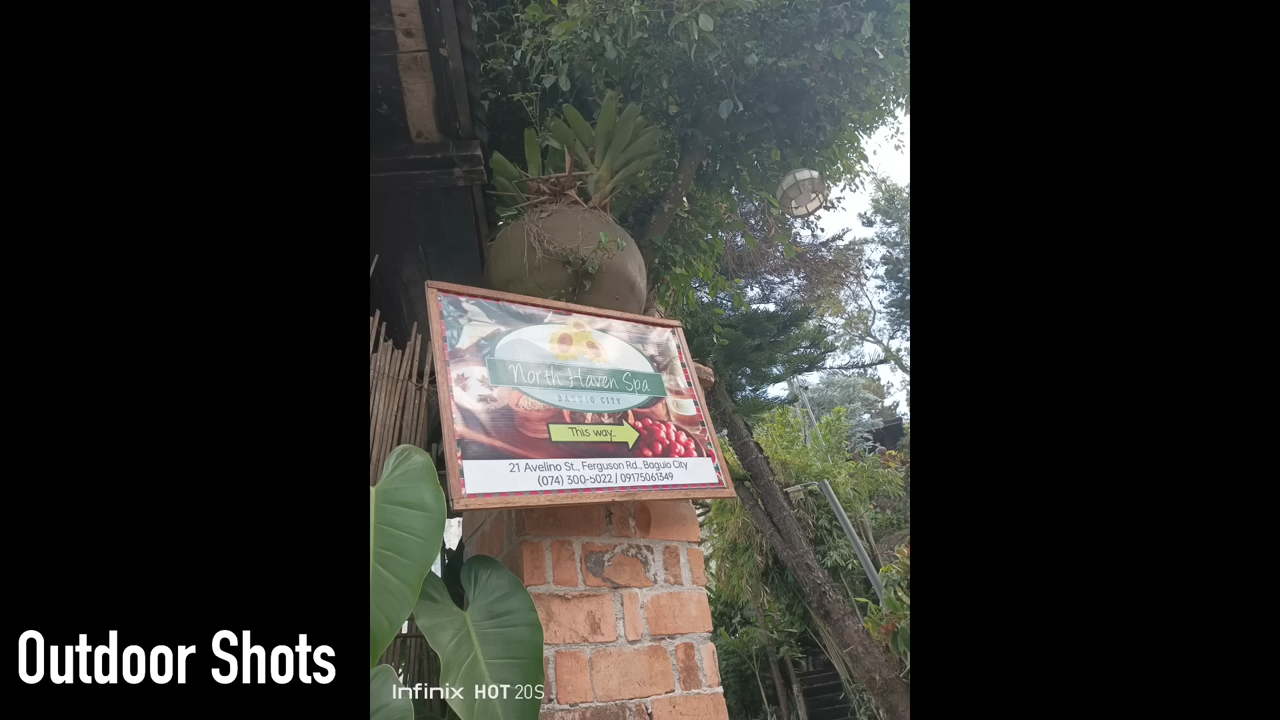 North Haven Spa
BAGUIO CITY
This way...
21 Avelino St., Ferguson Rd., Baguio City
(074) 300-5022 / 09175061349
Outdoor Shots
Infinix HOT 20S